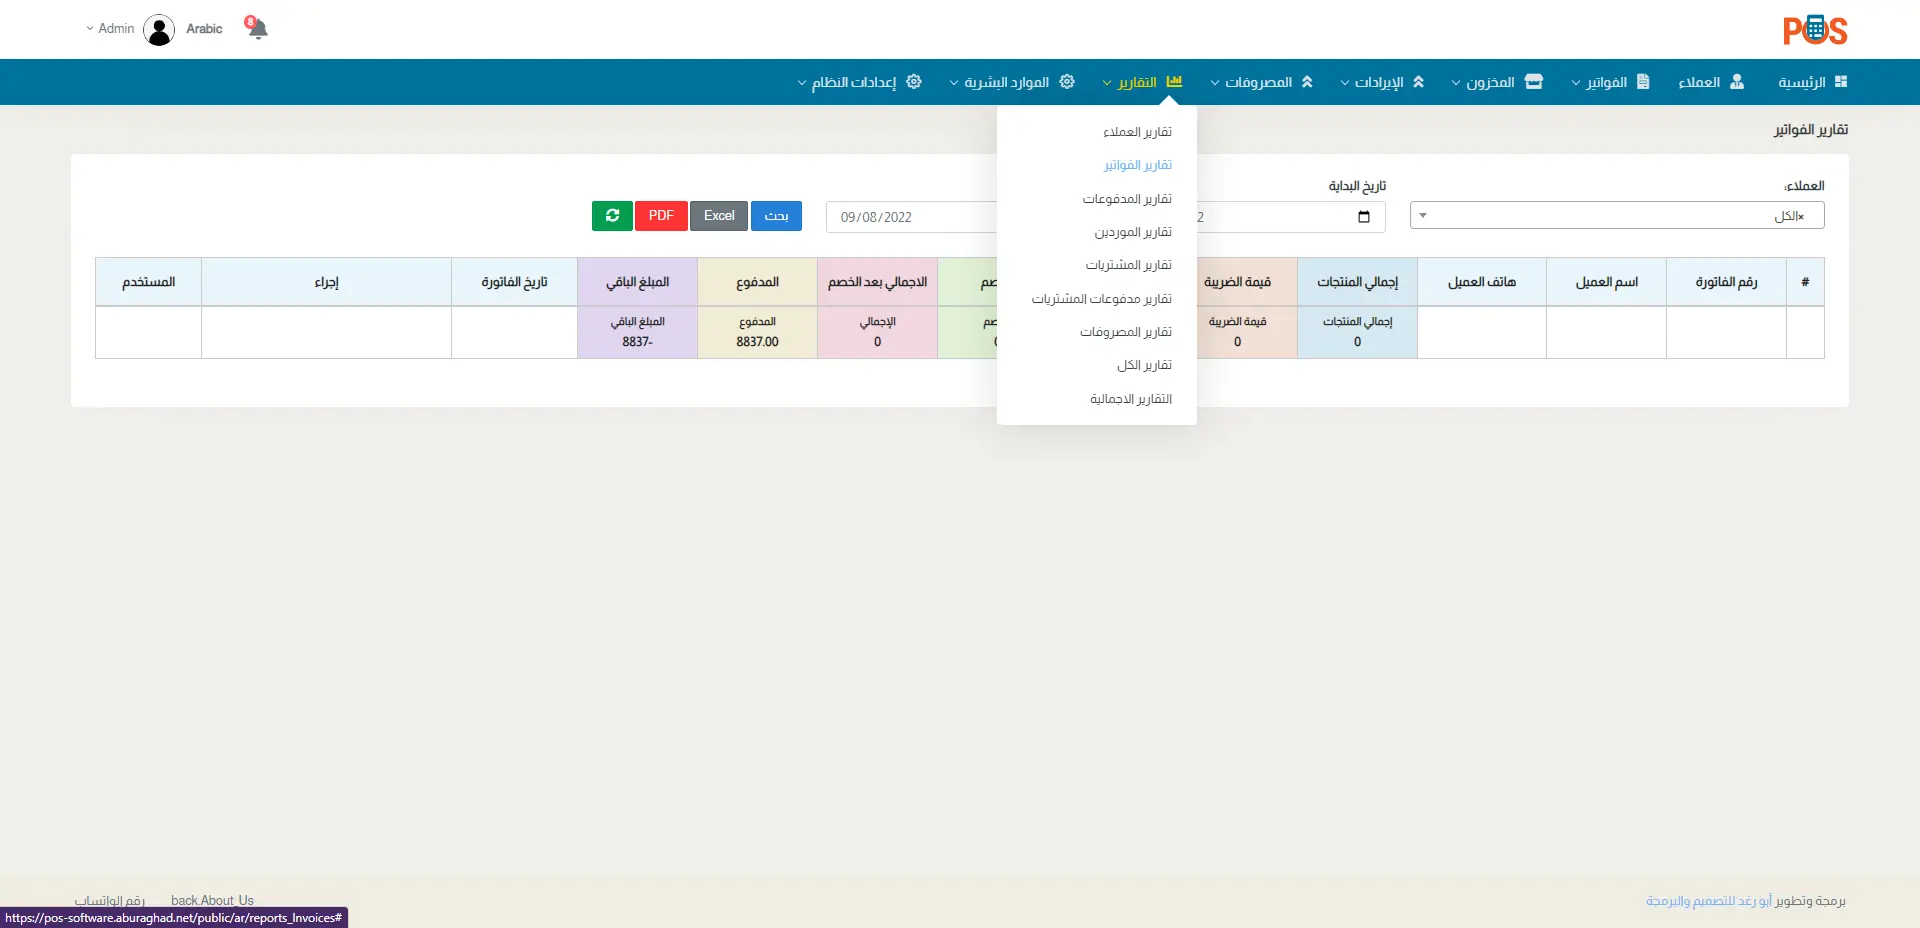 POS
8
Arabic
Admin
الرئيسية
العملاء
الفواتير
المخزون
الإيرادات
المصروفات
التقارير
الموارد البشرية
إعدادات النظام
تقارير الفواتير
تقارير العملاء
تقارير الفواتير
تقارير المدفوعات
تقارير الموردين
تقارير المشتريات
تقارير مدفوعات المشتريات
تقارير المصروفات
تقارير الكل
التقارير الاجمالية
العملاء:
×الكل
تاريخ البداية
2
09/08/2022
بحث
Excel
PDF
# رقم الفاتورة اسم العميل هاتف العميل إجمالي المنتجات قيمة الضريبة صم الاجمالي بعد الخصم المدفوع المبلغ الباقي تاريخ الفاتورة إجراء المستخدم
إجمالي المنتجات قيمة الضريبة صم الإجمالي المدفوع المبلغ الباقي
0 0 0 8837.00 8837-
برمجة وتطوير أبو رغد للتصميم والبرمجة
back.About_Us
رقم الواتساب
https://pos-software.aburaghad.net/public/ar/reports_Invoices#